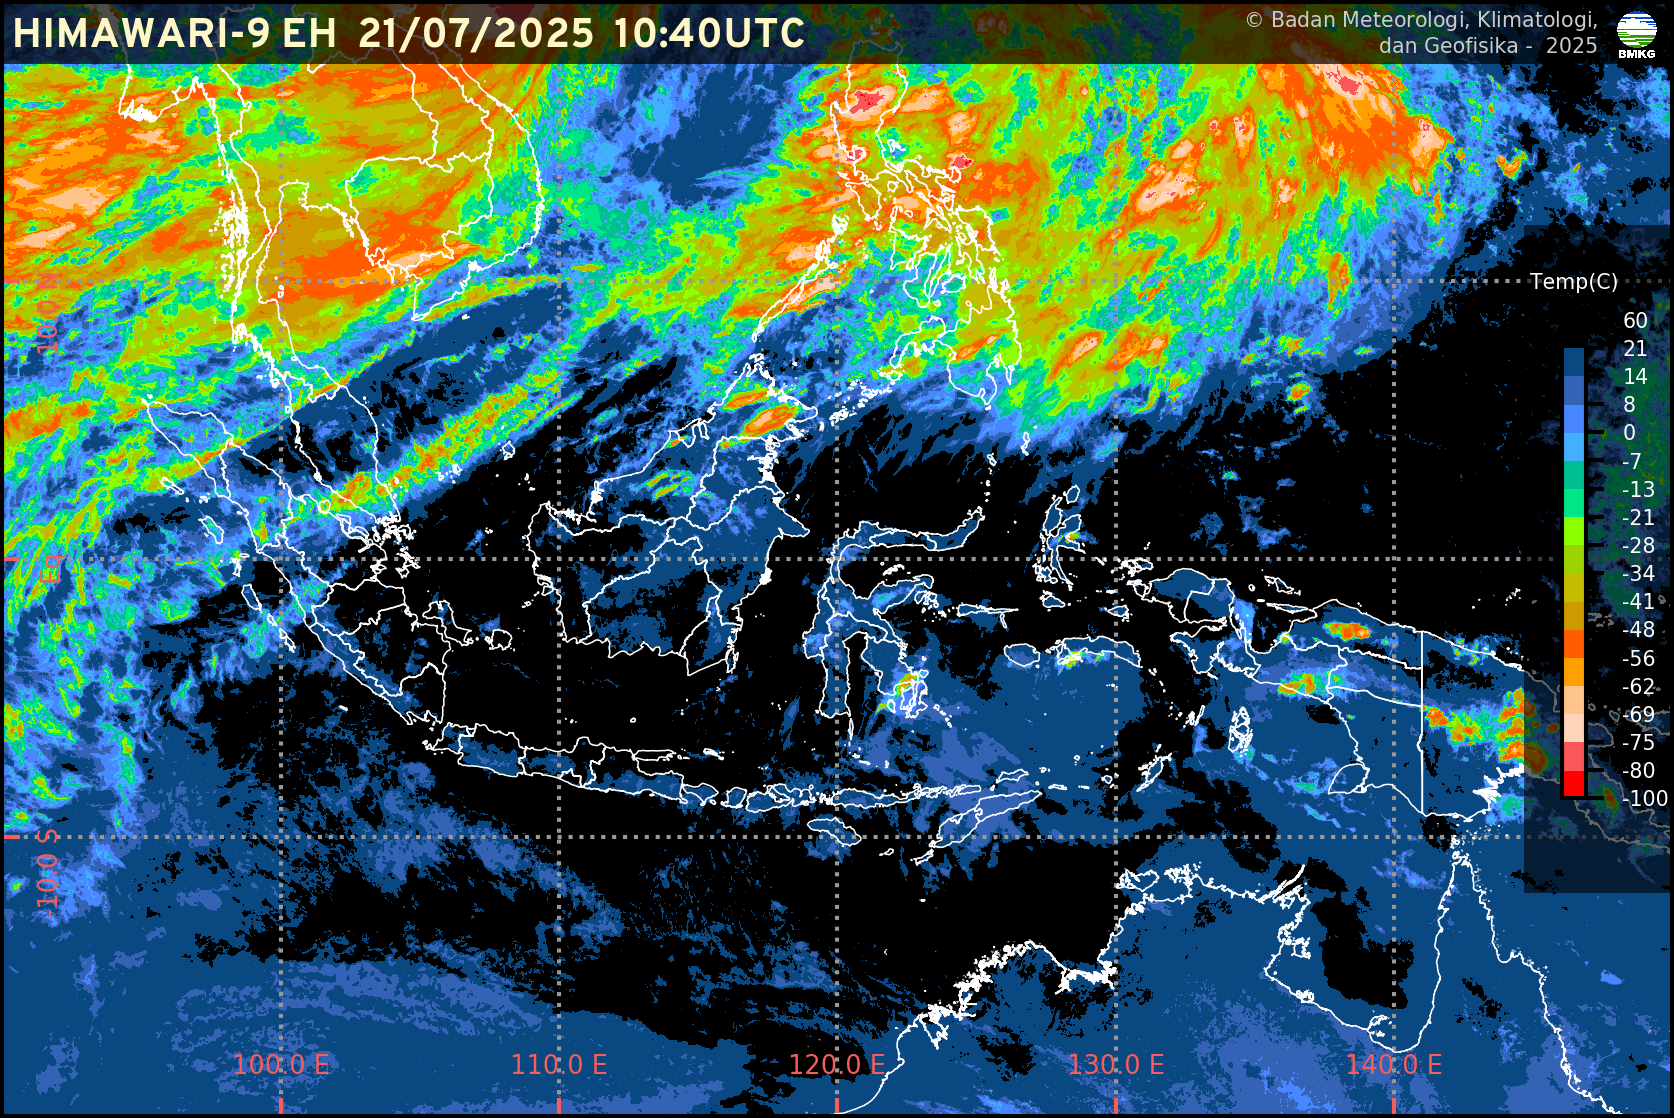 HIMAWARI-9 EH 21/07/2025 10:40UTC
© Badan Meteorologi, Klimatologi,
dan Geofisika - 2025
BMKG
Temp(C)
60
21
14
8
0
-7
-13
-21
-28
-34
-41
-48
-56
-62
-69
-75
-80
-100
10.0 N
Eq
-10.0 S
100.0 E
110.0 E
120.0 E
130.0 E
140.0 E